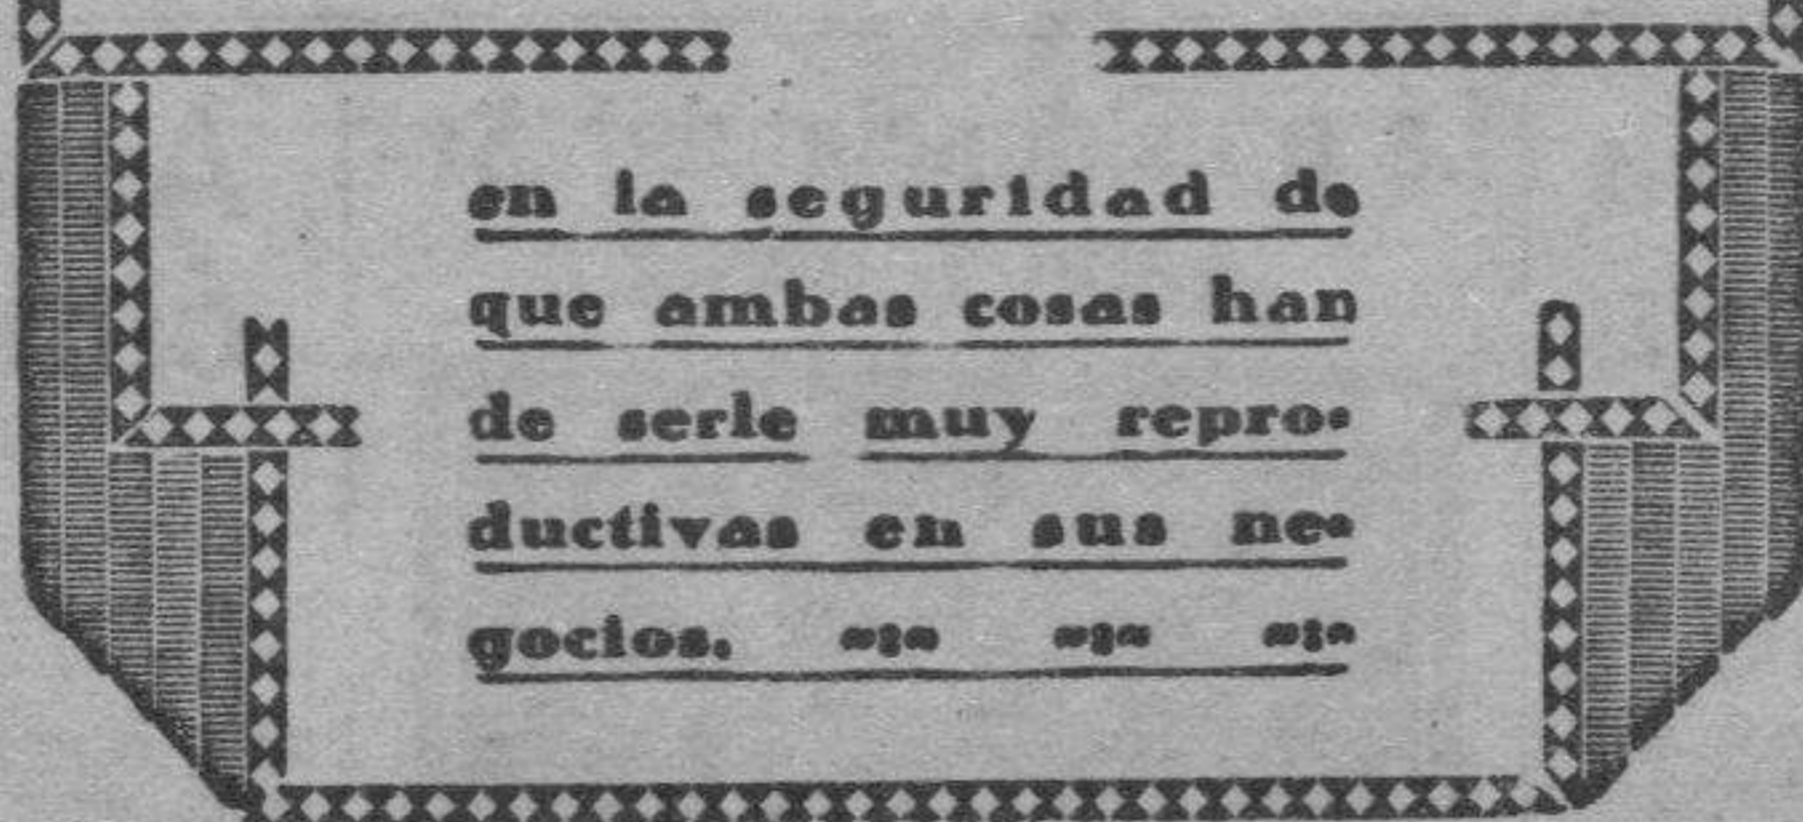 en la seguridad de
que ambas cosas han
de serle muy repro-
ductivas en sus ne-
gocios.